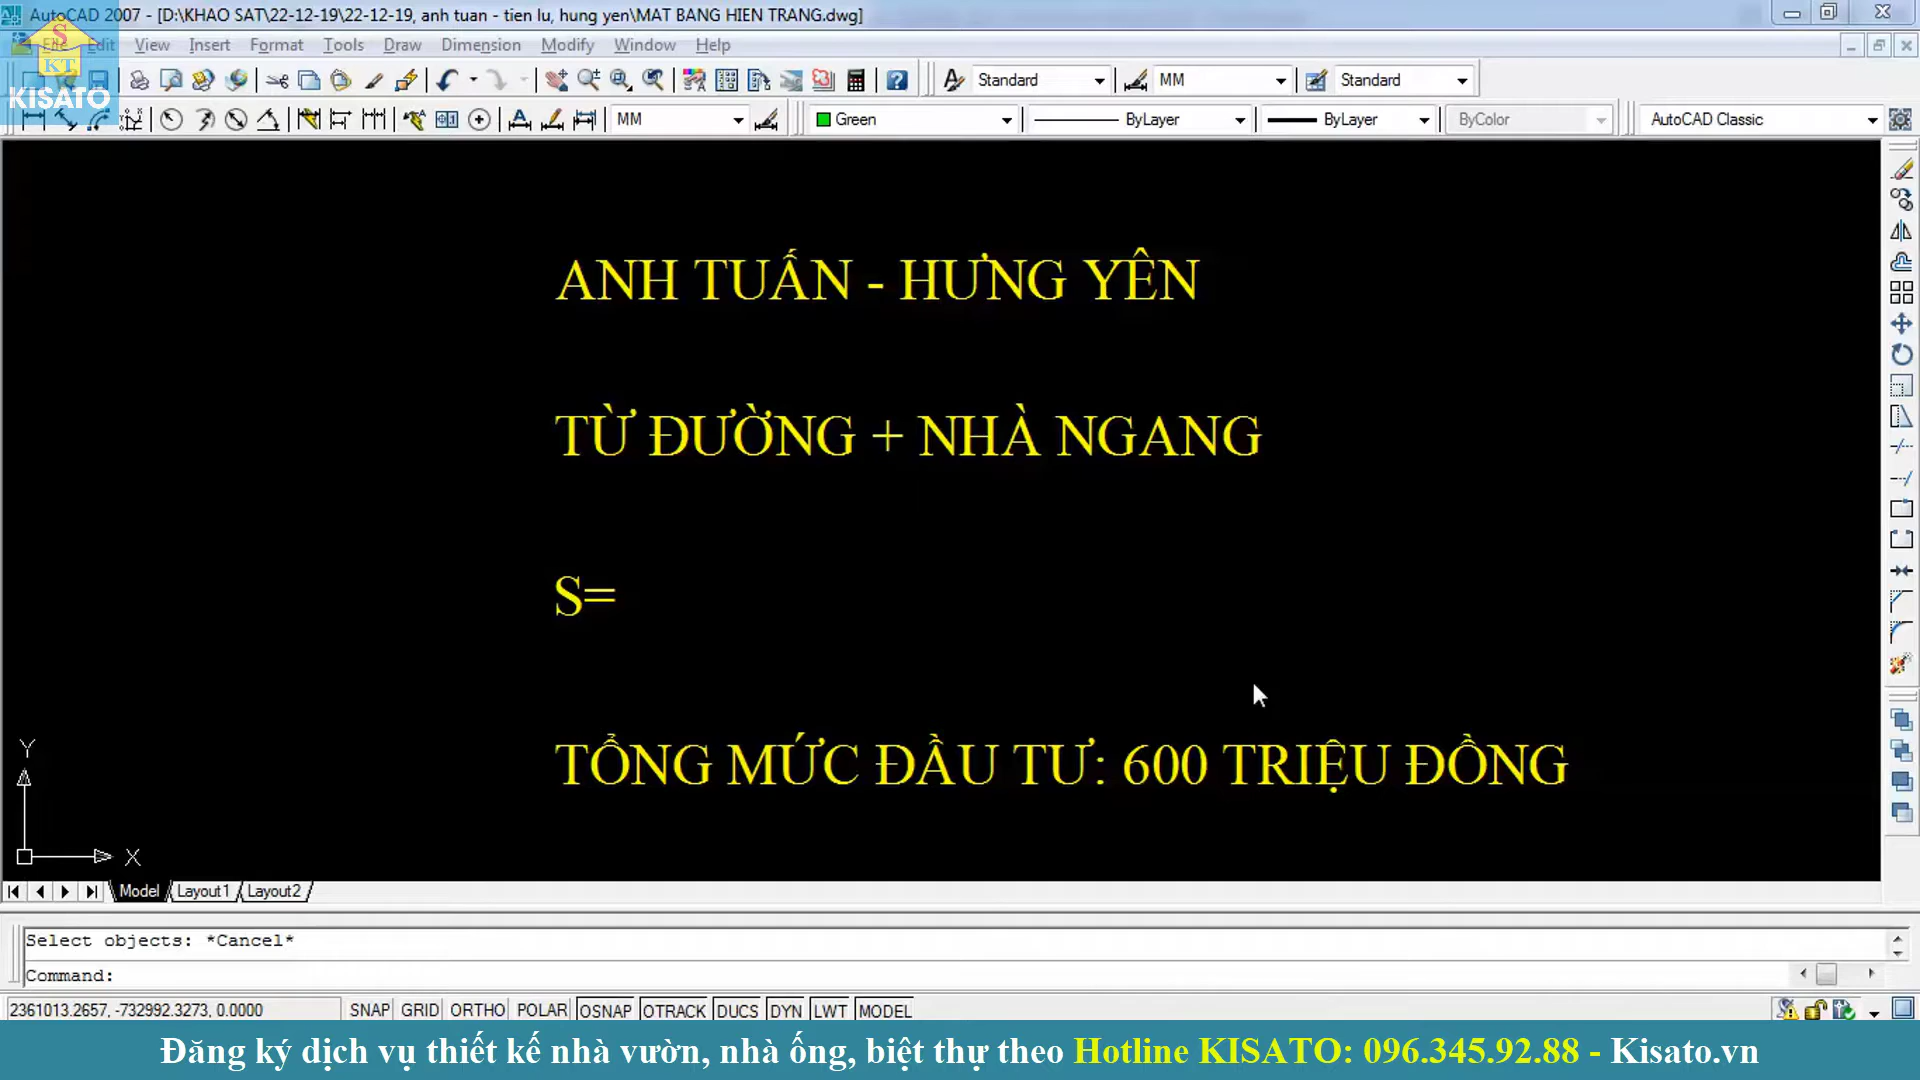 AutoCAD 2007 - [D:\KHAO SAT\22-12-19\22-12-19, anh tuan - tien lu, hung yen\MAT BANG HIEN TRANG.dwg]
File Edit View Insert Format Tools Draw Dimension Modify Window Help
S
KT
KISATO
Standard MM Standard
MM Green ByLayer ByLayer ByColor AutoCAD Classic
ANH TUẤN - HƯNG YÊN
TỪ ĐƯỜNG + NHÀ NGANG
S=
TỔNG MỨC ĐẦU TƯ: 600 TRIỆU ĐỒNG
Y
X
Model Layout1 Layout2
Select objects: *Cancel*
Command:
2361013.2657, -732992.3273, 0.0000 SNAP GRID ORTHO POLAR OSNAP OTRACK DUCS DYN LWT MODEL
Đăng ký dịch vụ thiết kế nhà vườn, nhà ống, biệt thự theo Hotline KISATO: 096.345.92.88 - Kisato.vn